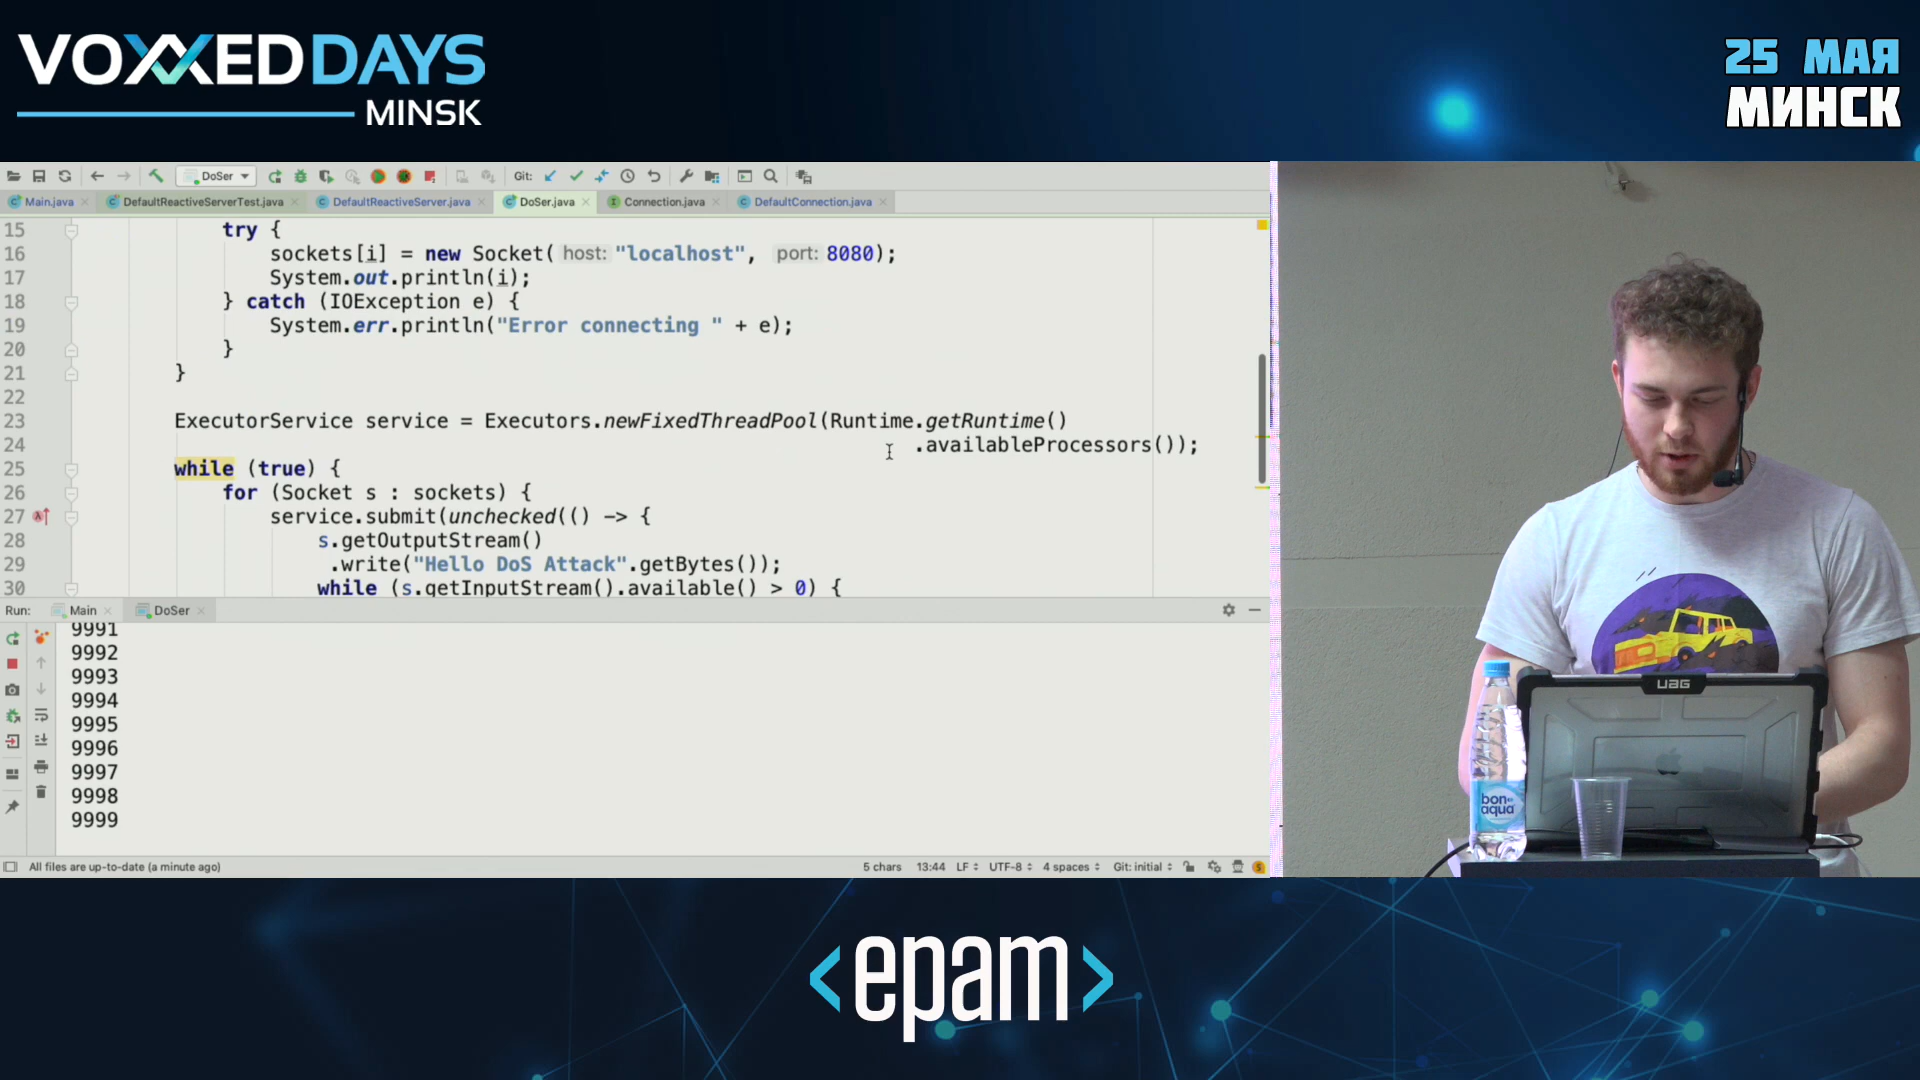 VOXXEDDAYS
MINSK
25 МАЯ
МИНСК
DoSer
Git:
Main.java
DefaultReactiveServerTest.java
DefaultReactiveServer.java
DoSer.java
Connection.java
DefaultConnection.java
15 try {
16 sockets[i] = new Socket( host: "localhost", port: 8080);
17 System.out.println(i);
18 } catch (IOException e) {
19 System.err.println("Error connecting " + e);
20 }
21 }
22
23 ExecutorService service = Executors.newFixedThreadPool(Runtime.getRuntime()
24 .availableProcessors());
25 while (true) {
26 for (Socket s : sockets) {
27 service.submit(unchecked(() -> {
28 s.getOutputStream()
29 .write("Hello DoS Attack".getBytes());
30 while (s.getInputStream().available() > 0) {
Run: Main DoSer
9991
9992
9993
9994
9995
9996
9997
9998
9999
All files are up-to-date (a minute ago)
5 chars 13:44 LF UTF-8 4 spaces Git: initial
UAG
bon
aqua
<epam>